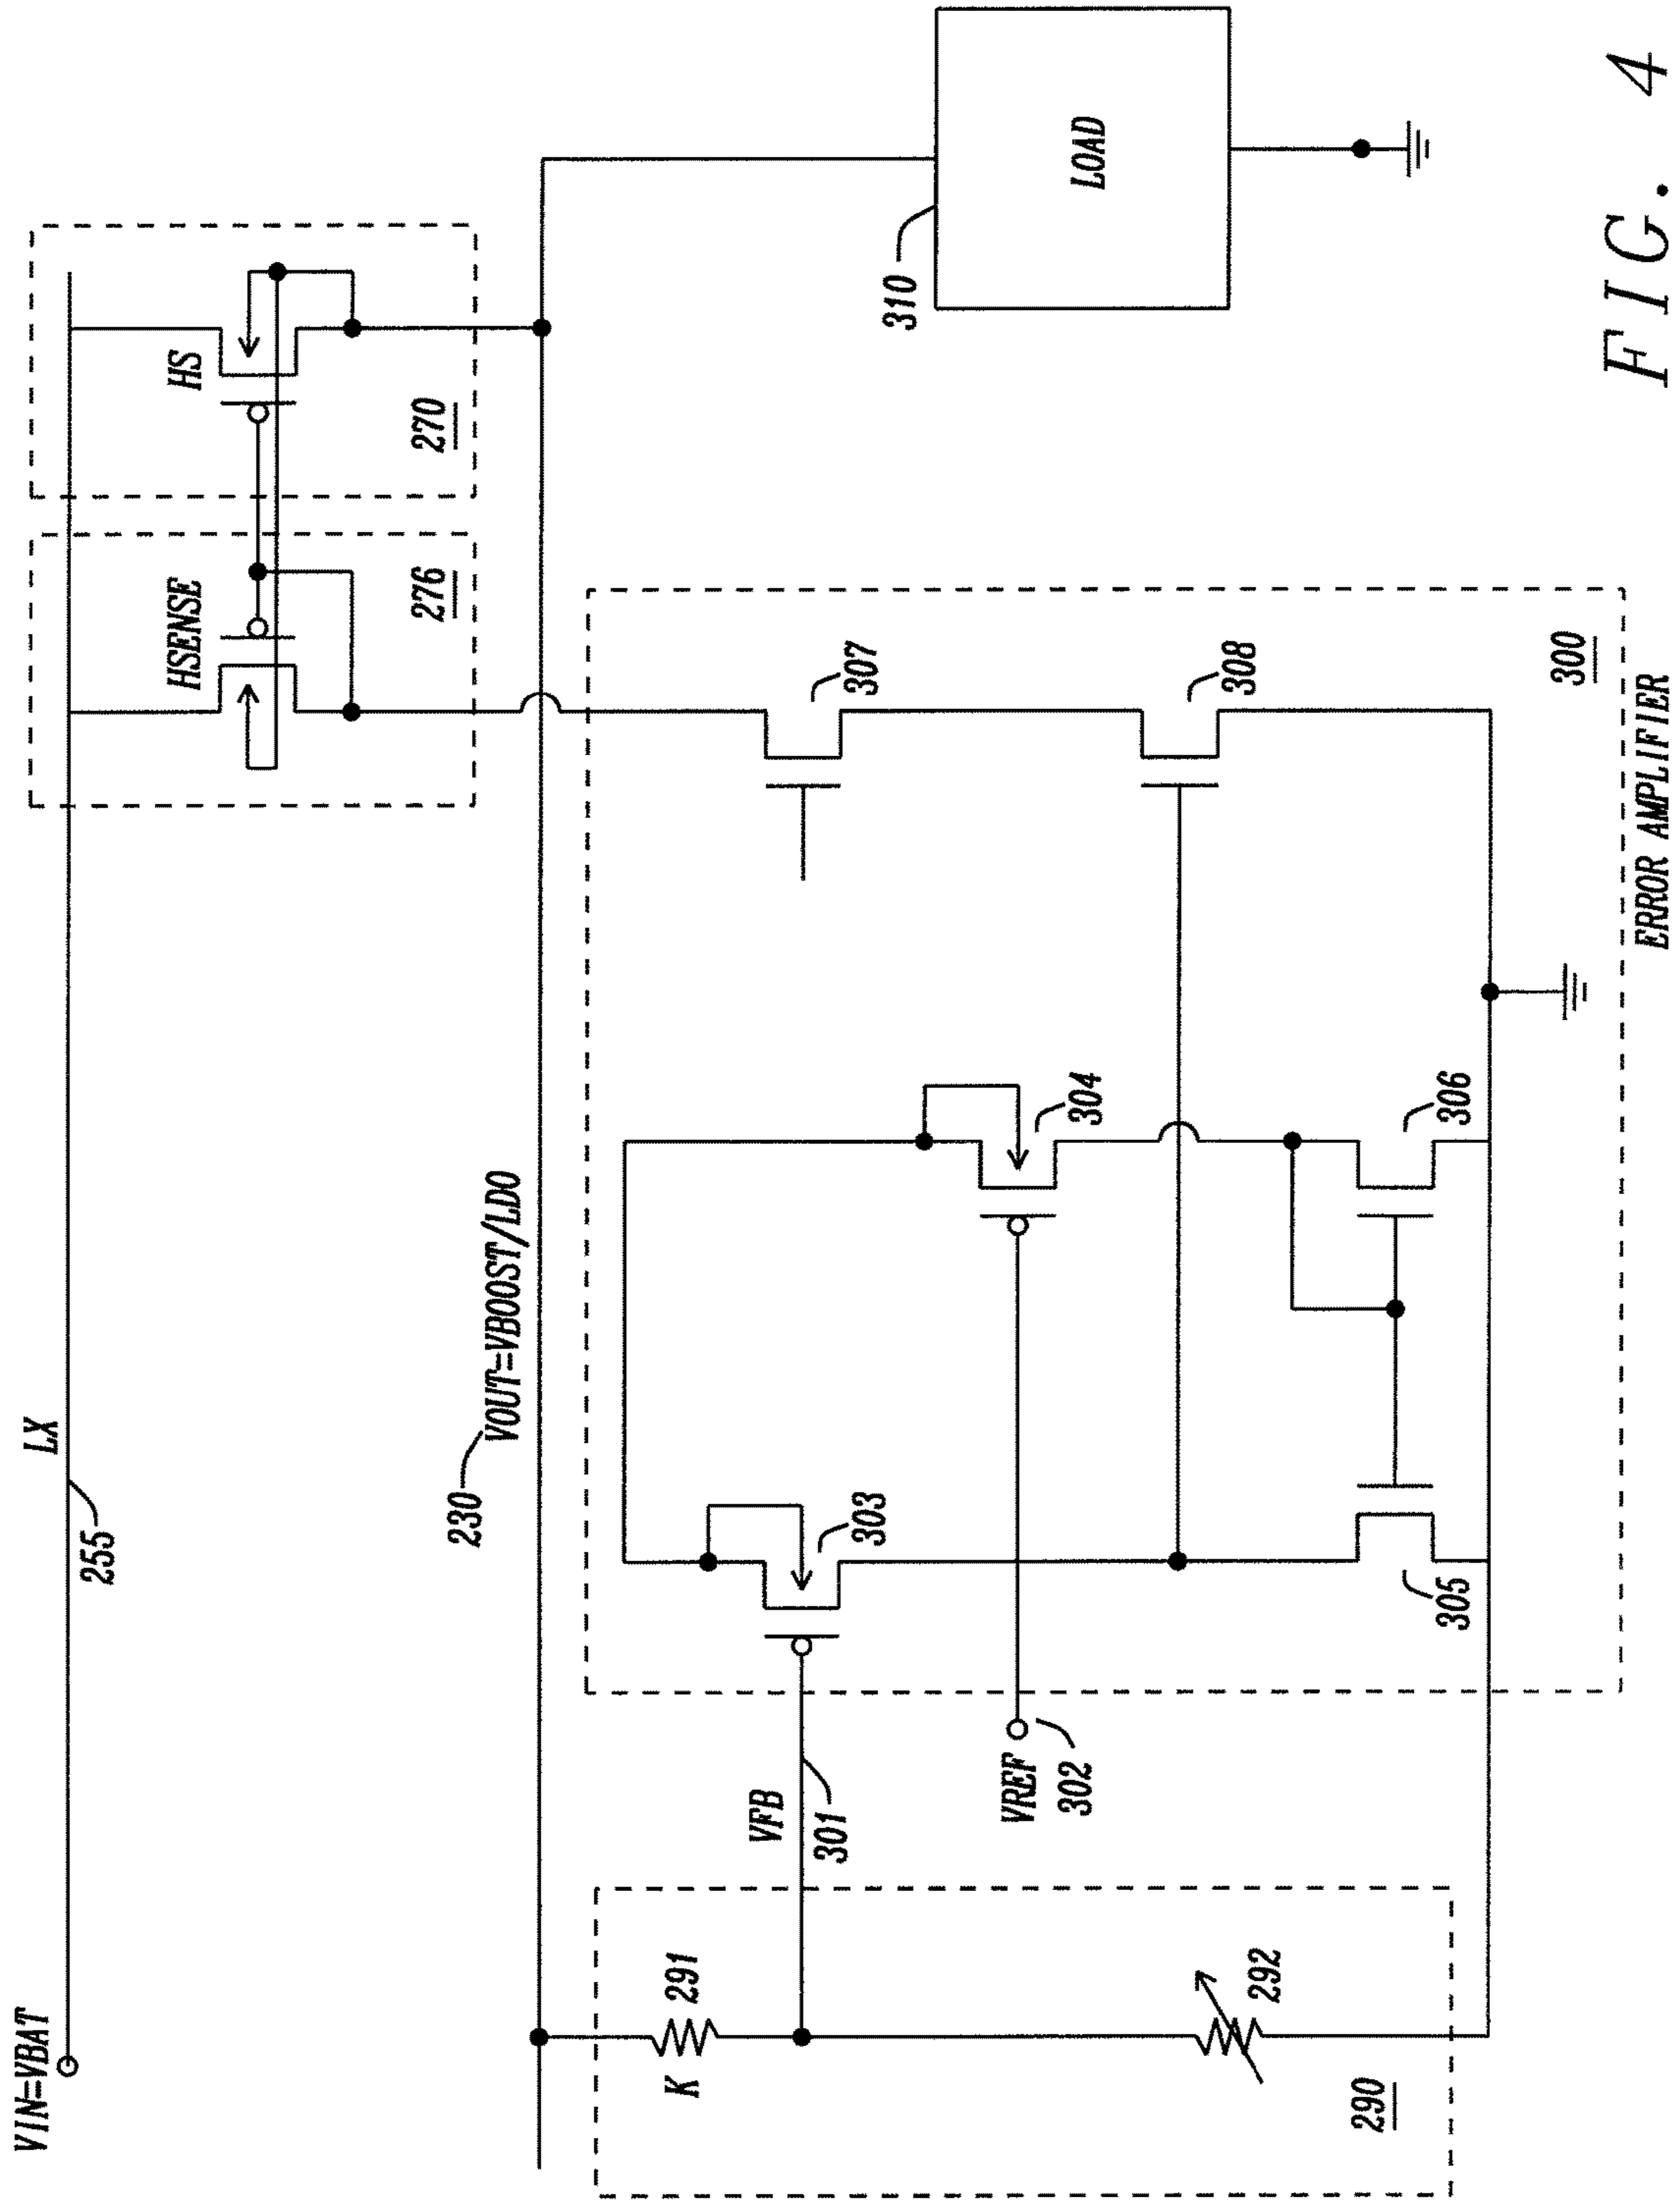 VIN=VBAT
LX
255
HSENSE
HS
276
270
230
VOUT=VBOOST/LDO
310
LOAD
K
291
292
290
VFB
301
VREF
302
303
304
305
306
307
308
300
ERROR AMPLIFIER
FIG. 4